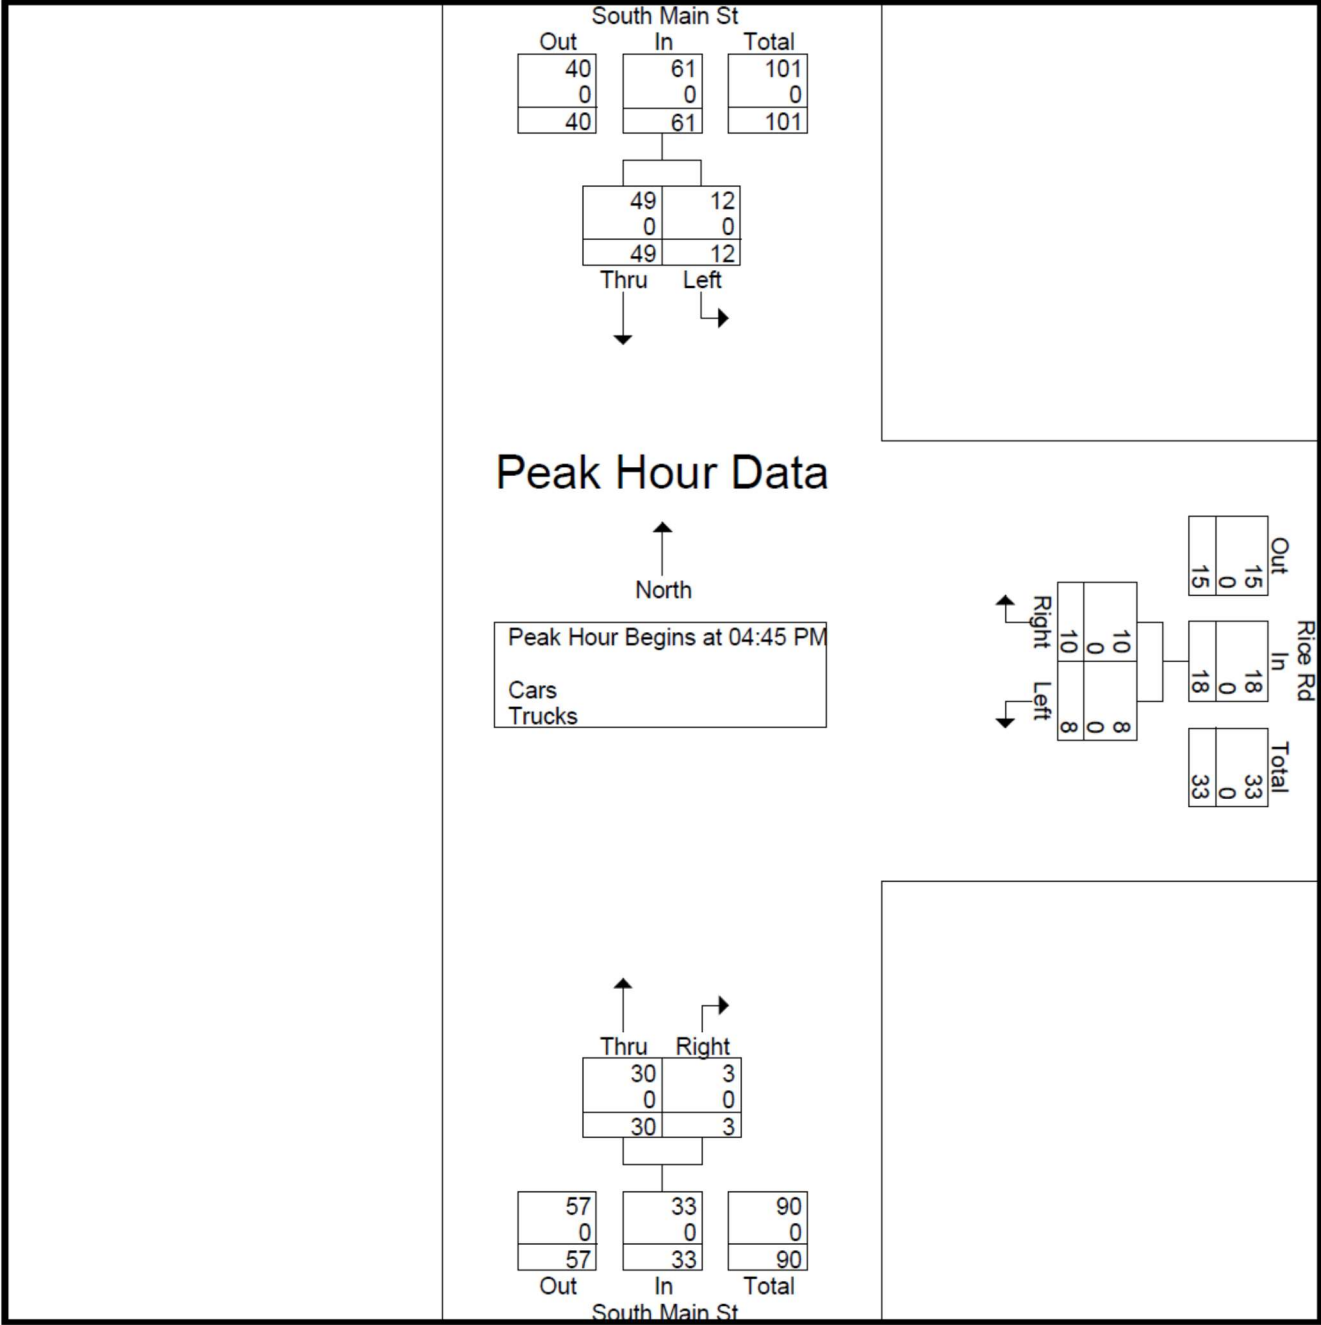 South Main St
Out In Total
40 61 101
0 0 0
40 61 101
49 12
0 0
49 12
Thru Left
Peak Hour Data
North
Peak Hour Begins at 04:45 PM
Cars
Trucks
Rice Rd
Out In Total
15 18 33
0 0 0
15 18 33
10 8
0 0
10 8
Right Left
Thru Right
30 3
0 0
30 3
57 33 90
0 0 0
57 33 90
Out In Total
South Main St